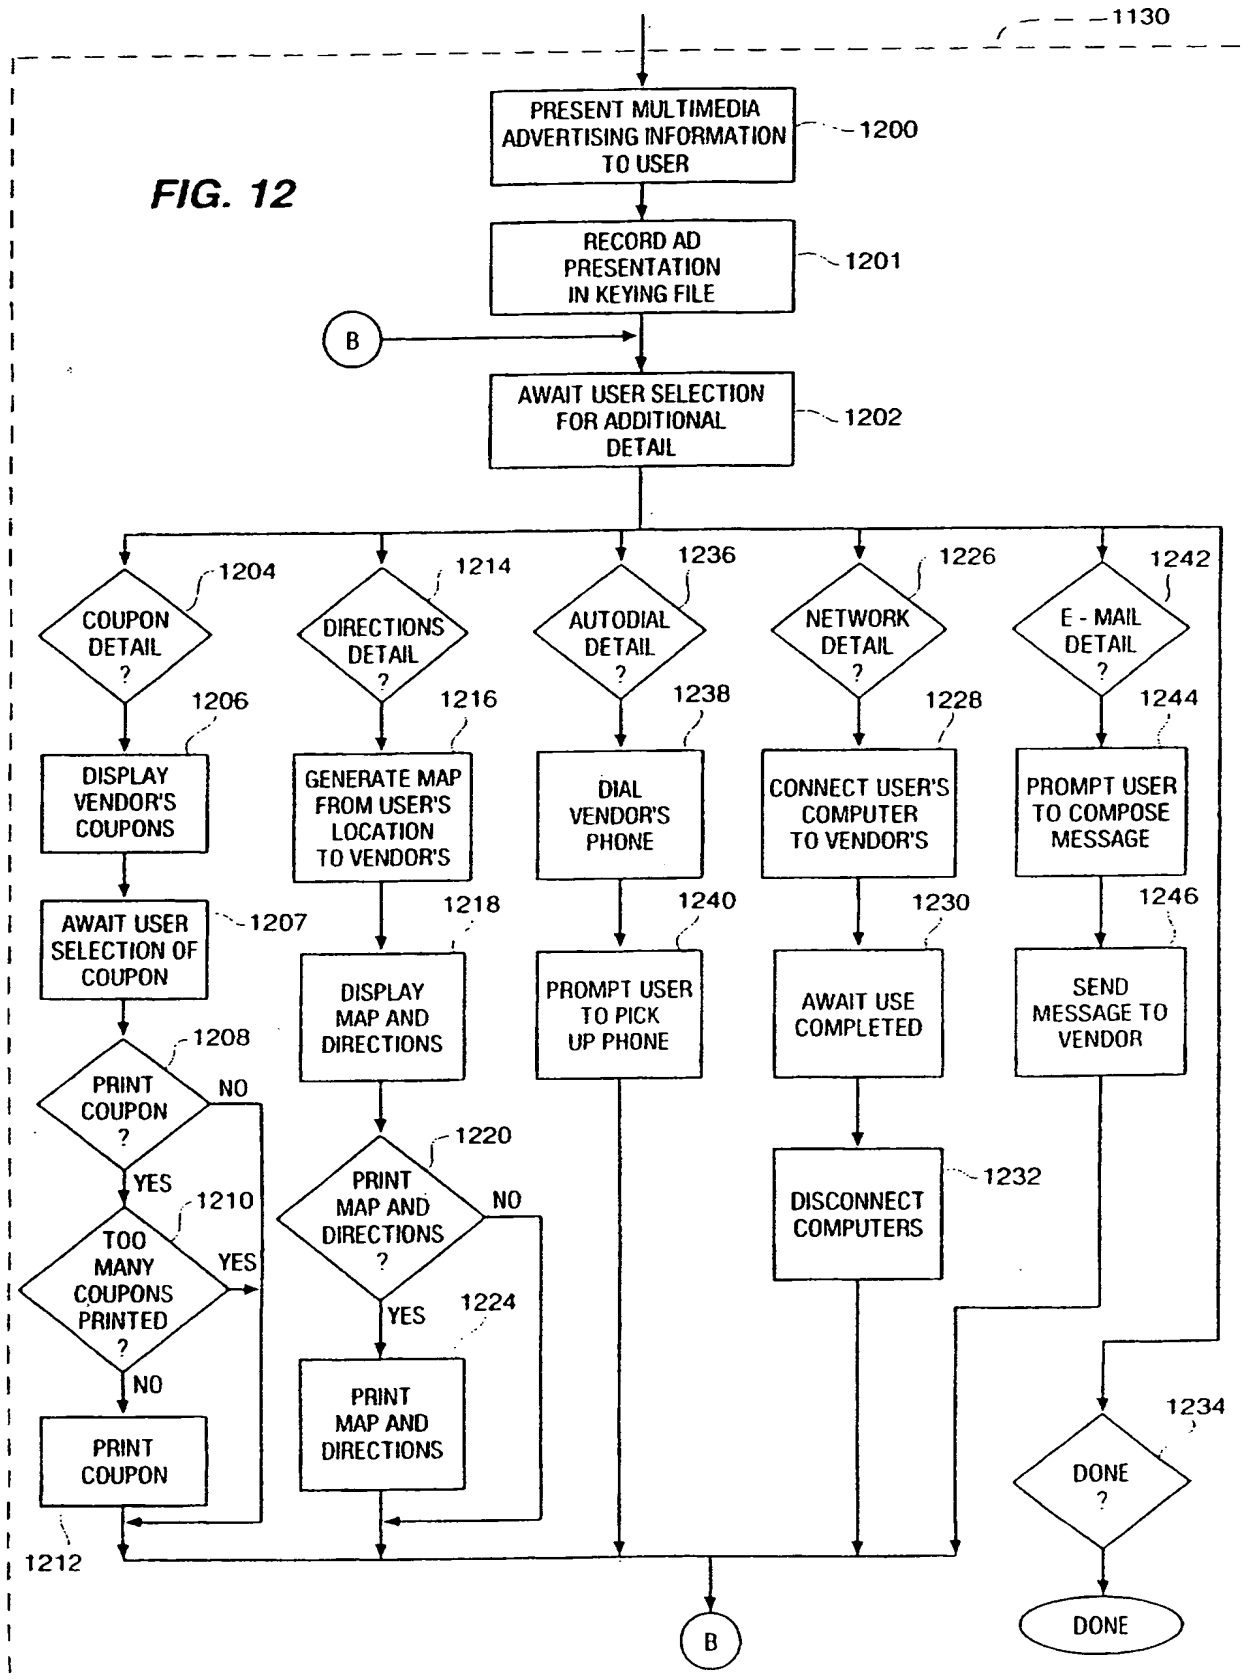 1130
PRESENT MULTIMEDIA
ADVERTISING INFORMATION
TO USER
1200
FIG. 12
RECORD AD
PRESENTATION
IN KEYING FILE
1201
B
AWAIT USER SELECTION
FOR ADDITIONAL
DETAIL
1202
1204
COUPON
DETAIL
?
1206
DISPLAY
VENDOR'S
COUPONS
AWAIT USER
SELECTION OF
COUPON
1207
1208
PRINT
COUPON
?
NO
YES
1210
TOO
MANY
COUPONS
PRINTED
?
YES
NO
PRINT
COUPON
1212
1214
DIRECTIONS
DETAIL
?
1216
GENERATE MAP
FROM USER'S
LOCATION
TO VENDOR'S
1218
DISPLAY
MAP AND
DIRECTIONS
1220
PRINT
MAP AND
DIRECTIONS
?
NO
YES
1224
PRINT
MAP AND
DIRECTIONS
1236
AUTODIAL
DETAIL
?
1238
DIAL
VENDOR'S
PHONE
1240
PROMPT USER
TO PICK
UP PHONE
1226
NETWORK
DETAIL
?
1228
CONNECT USER'S
COMPUTER
TO VENDOR'S
1230
AWAIT USE
COMPLETED
1232
DISCONNECT
COMPUTERS
1242
E - MAIL
DETAIL
?
1244
PROMPT USER
TO COMPOSE
MESSAGE
1246
SEND
MESSAGE TO
VENDOR
1234
DONE
?
DONE
B